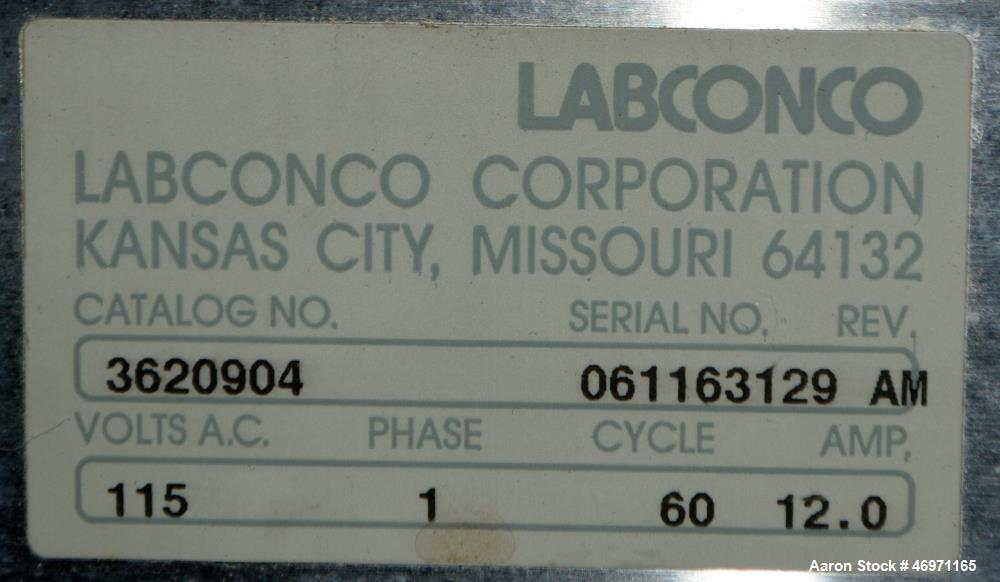 LABCONCO
LABCONCO CORPORATION
KANSAS CITY, MISSOURI 64132
CATALOG NO. SERIAL NO. REV.
3620904 061163129 AM
VOLTS A.C. PHASE CYCLE AMP.
115 1 60 12.0
Aaron Stock # 46971165